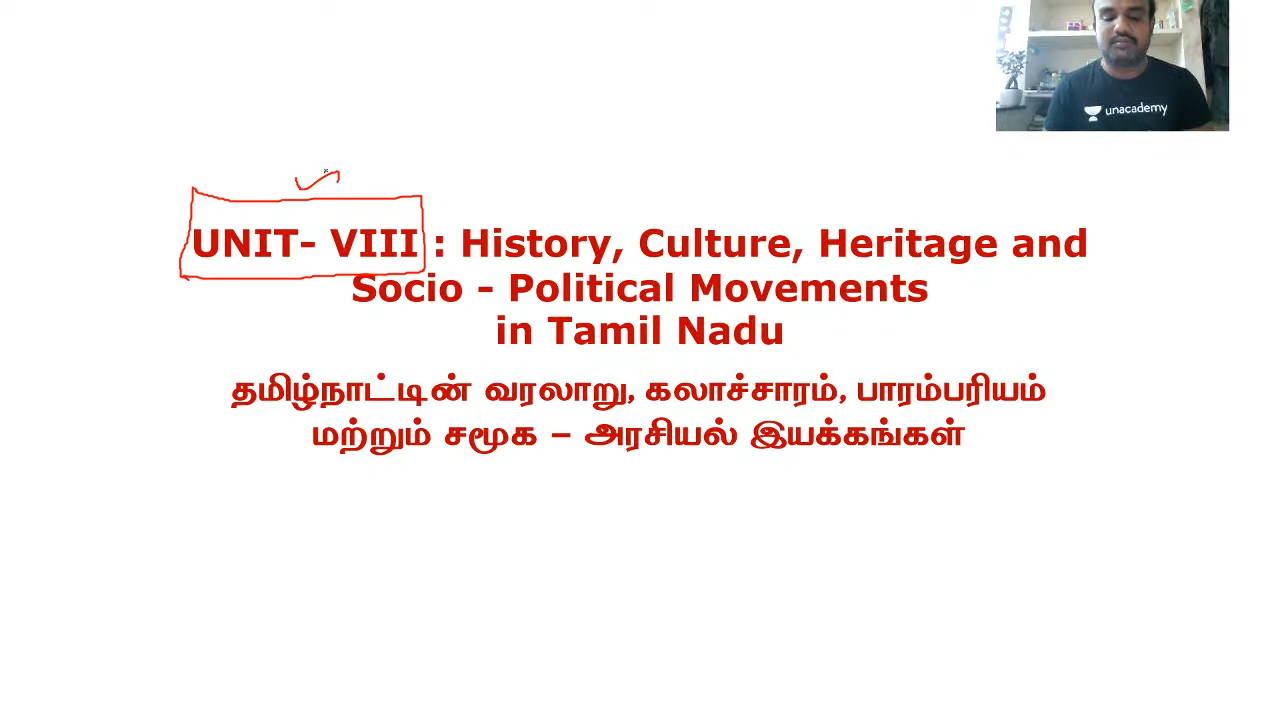 unacademy
UNIT- VIII : History, Culture, Heritage and
Socio - Political Movements
in Tamil Nadu
தமிழ்நாட்டின் வரலாறு, கலாச்சாரம், பாரம்பரியம்
மற்றும் சமூக – அரசியல் இயக்கங்கள்